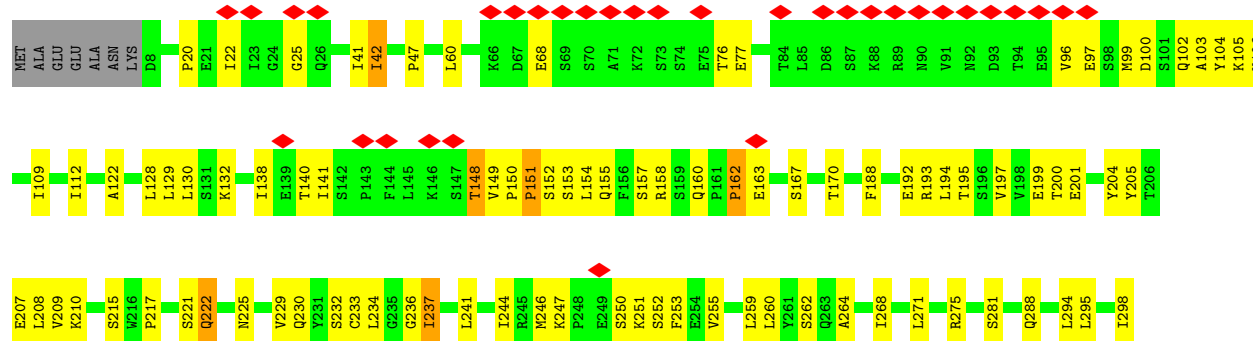 MET ALA GLU GLU ALA ASN LYS D8 P20 E21 I22 I23 G24 G25 Q26 I41 I42 P47 L60 K66 D67 E68 S69 S70 A71 K72 S73 S74 E75 T76 E77 T84 L85 D86 S87 K88 R89 N90 V91 N92 D93 T94 E95 V96 E97 S98 M99 D100 S101 Q102 A103 Y104 K105
I109 I112 A122 L128 L129 L130 S131 K132 I138 E139 T140 I141 S142 P143 F144 L145 K146 S147 T148 V149 P150 P151 S152 S153 L154 Q155 F156 S157 R158 S159 Q160 P161 P162 E163 S167 T170 F188 E192 R193 L194 T195 S196 V197 V198 E199 T200 E201 Y204 Y205 T206
E207 L208 V209 K210 S215 W216 P217 S221 Q222 N225 V229 Q230 Y231 S232 C233 L234 G235 G236 I237 L241 I244 R245 M246 K247 P248 E249 S250 K251 S252 F253 E254 V255 L259 L260 Y261 S262 Q263 A264 I268 L271 R275 S281 Q288 L294 L295 I298